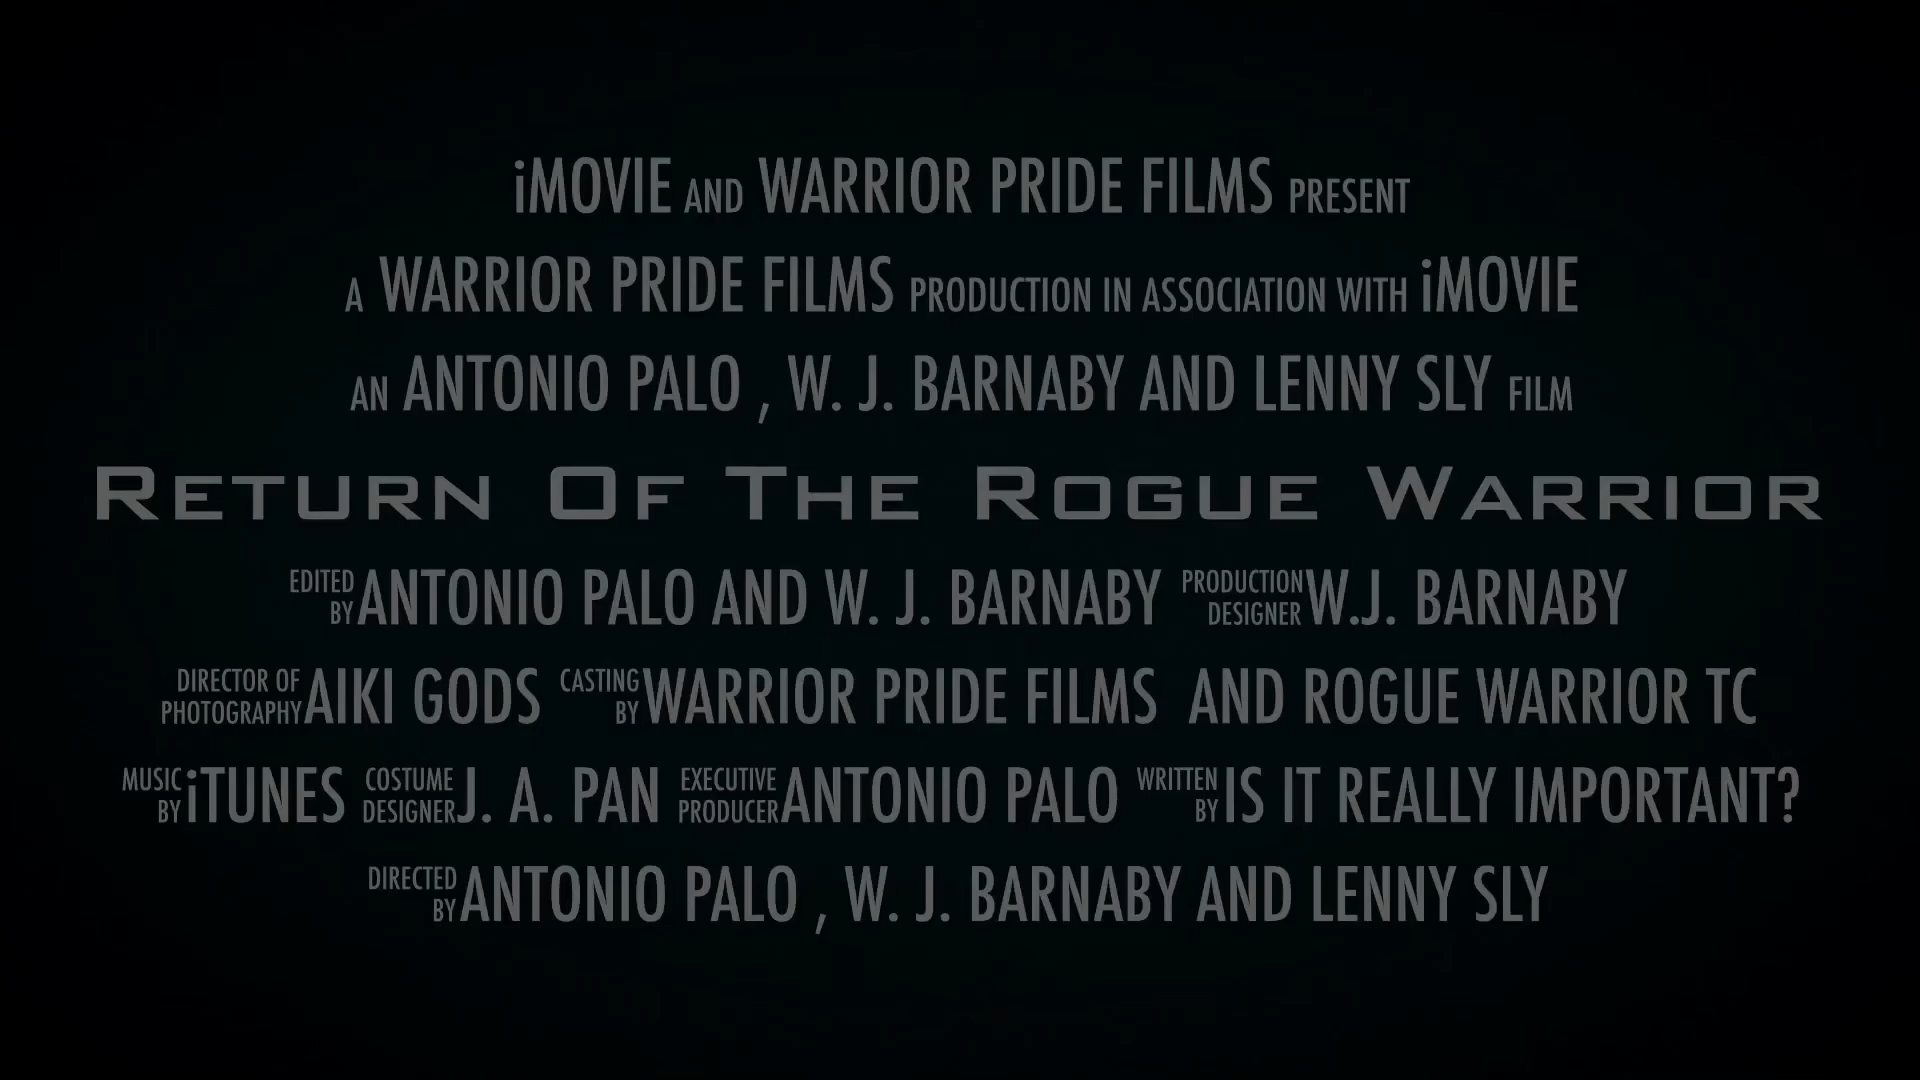 iMOVIE AND WARRIOR PRIDE FILMS PRESENT
A WARRIOR PRIDE FILMS PRODUCTION IN ASSOCIATION WITH iMOVIE
AN ANTONIO PALO , W. J. BARNABY AND LENNY SLY FILM
RETURN OF THE ROGUE WARRIOR
EDITED BY ANTONIO PALO AND W. J. BARNABY PRODUCTION DESIGNER W.J. BARNABY
DIRECTOR OF PHOTOGRAPHY AIKI GODS CASTING BY WARRIOR PRIDE FILMS AND ROGUE WARRIOR TC
MUSIC BY iTUNES COSTUME DESIGNER J. A. PAN EXECUTIVE PRODUCER ANTONIO PALO WRITTEN BY IS IT REALLY IMPORTANT?
DIRECTED BY ANTONIO PALO , W. J. BARNABY AND LENNY SLY